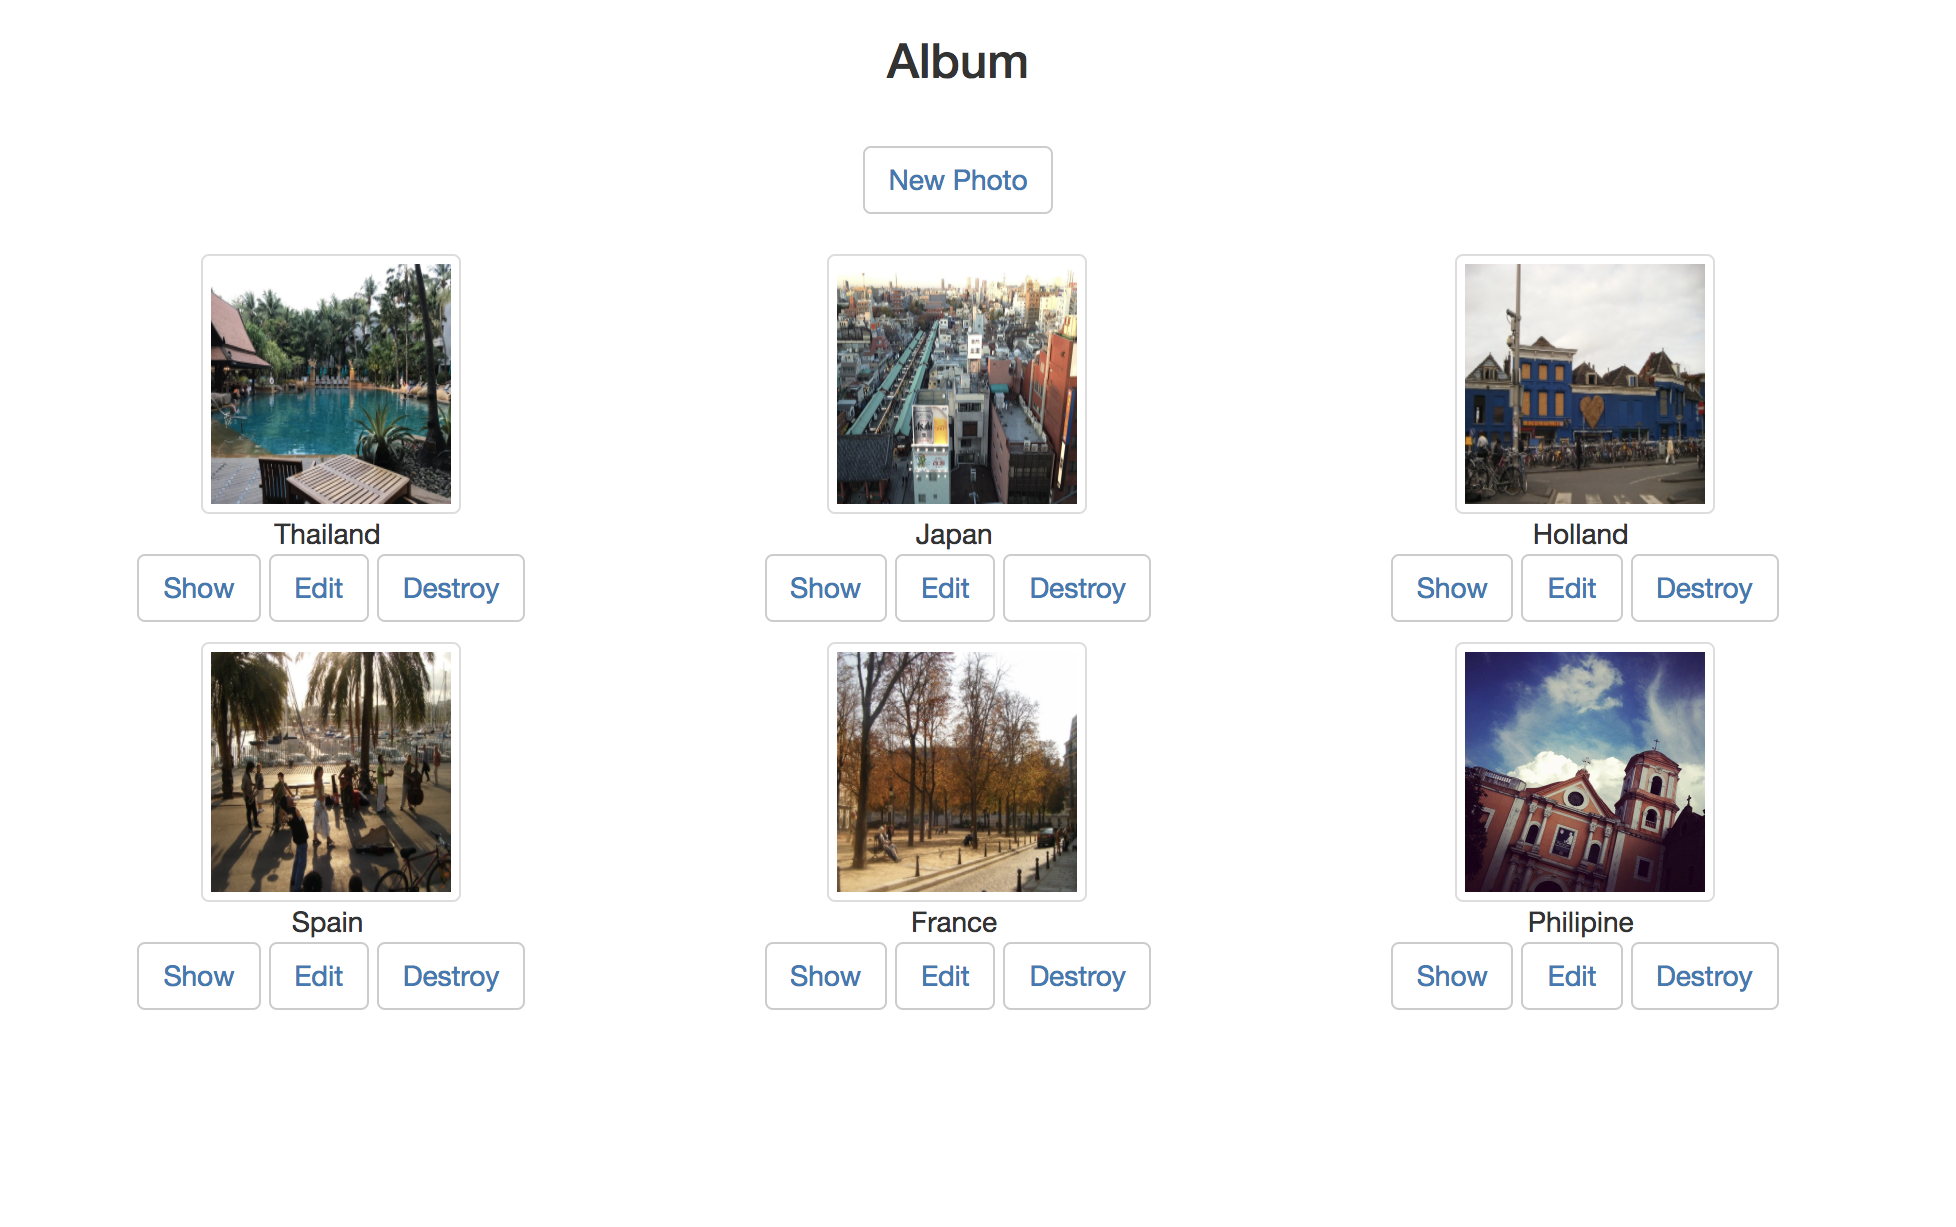 Album
New Photo
Thailand
Japan
Holland
Show Edit Destroy
Show Edit Destroy
Show Edit Destroy
Spain
France
Philipine
Show Edit Destroy
Show Edit Destroy
Show Edit Destroy